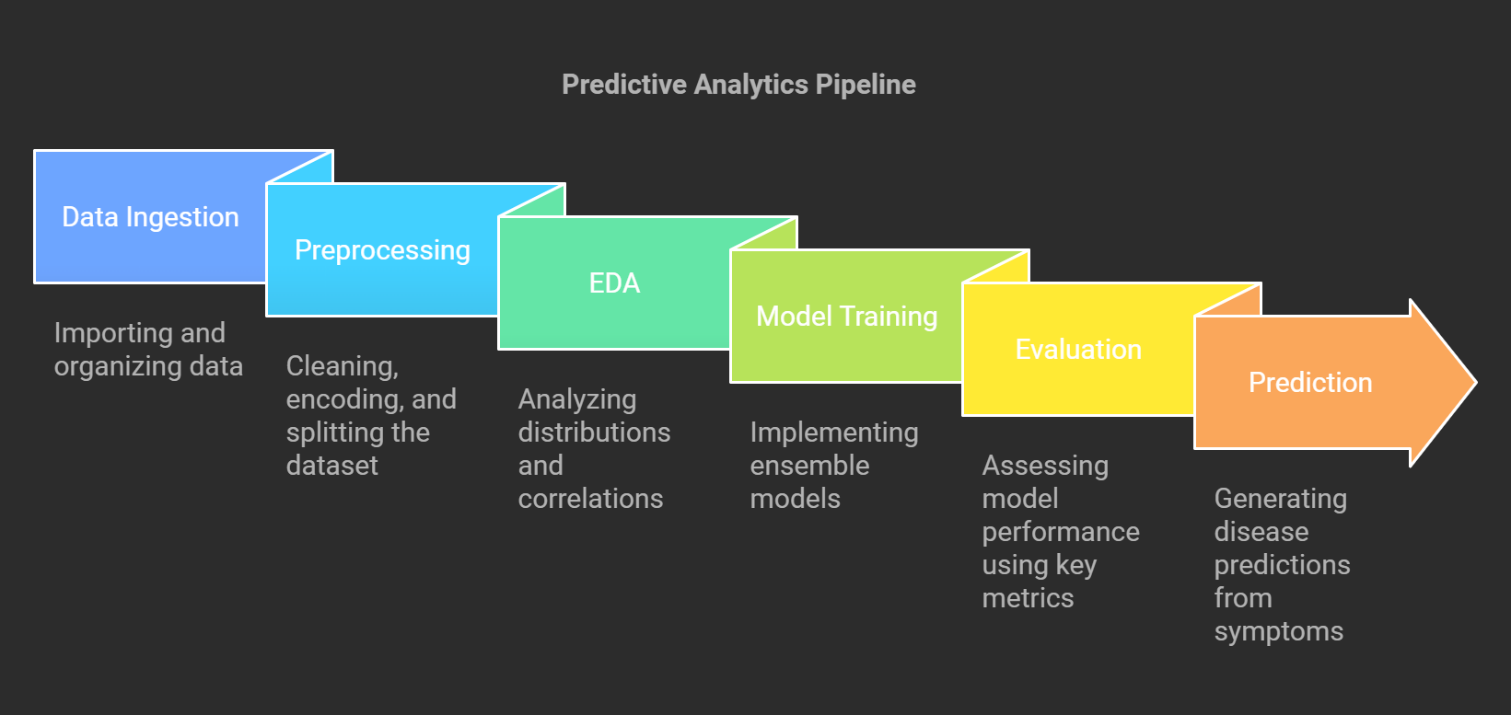 Predictive Analytics Pipeline
Data Ingestion
Importing and
organizing data
Preprocessing
Cleaning,
encoding, and
splitting the
dataset
EDA
Analyzing
distributions
and
correlations
Model Training
Implementing
ensemble
models
Evaluation
Assessing
model
performance
using key
metrics
Prediction
Generating
disease
predictions
from
symptoms